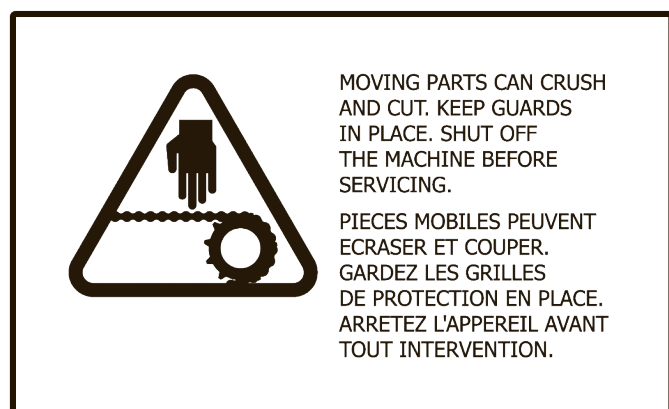 MOVING PARTS CAN CRUSH
AND CUT. KEEP GUARDS
IN PLACE. SHUT OFF
THE MACHINE BEFORE
SERVICING.
PIECES MOBILES PEUVENT
ECRASER ET COUPER.
GARDEZ LES GRILLES
DE PROTECTION EN PLACE.
ARRETEZ L'APPEREIL AVANT
TOUT INTERVENTION.